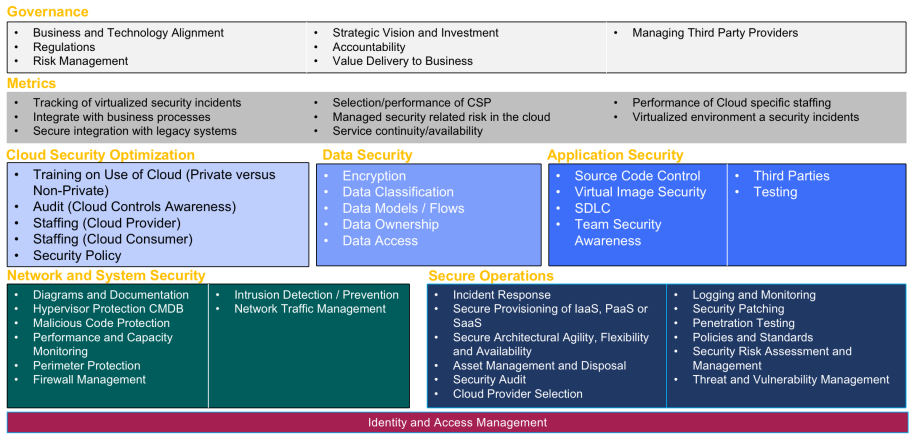 Governance
• Business and Technology Alignment
• Regulations
• Risk Management
• Strategic Vision and Investment
• Accountability
• Value Delivery to Business
• Managing Third Party Providers
Metrics
• Tracking of virtualized security incidents
• Integrate with business processes
• Secure integration with legacy systems
• Selection/performance of CSP
• Managed security related risk in the cloud
• Service continuity/availability
• Performance of Cloud specific staffing
• Virtualized environment a security incidents
Cloud Security Optimization
• Training on Use of Cloud (Private versus
Non-Private)
• Audit (Cloud Controls Awareness)
• Staffing (Cloud Provider)
• Staffing (Cloud Consumer)
• Security Policy
Data Security
• Encryption
• Data Classification
• Data Models / Flows
• Data Ownership
• Data Access
Application Security
• Source Code Control
• Virtual Image Security
• SDLC
• Team Security
Awareness
• Third Parties
• Testing
Network and System Security
• Diagrams and Documentation
• Hypervisor Protection CMDB
• Malicious Code Protection
• Performance and Capacity
Monitoring
• Perimeter Protection
• Firewall Management
• Intrusion Detection / Prevention
• Network Traffic Management
Secure Operations
• Incident Response
• Secure Provisioning of IaaS, PaaS or
SaaS
• Secure Architectural Agility, Flexibility
and Availability
• Asset Management and Disposal
• Security Audit
• Cloud Provider Selection
• Logging and Monitoring
• Security Patching
• Penetration Testing
• Policies and Standards
• Security Risk Assessment and
Management
• Threat and Vulnerability Management
Identity and Access Management